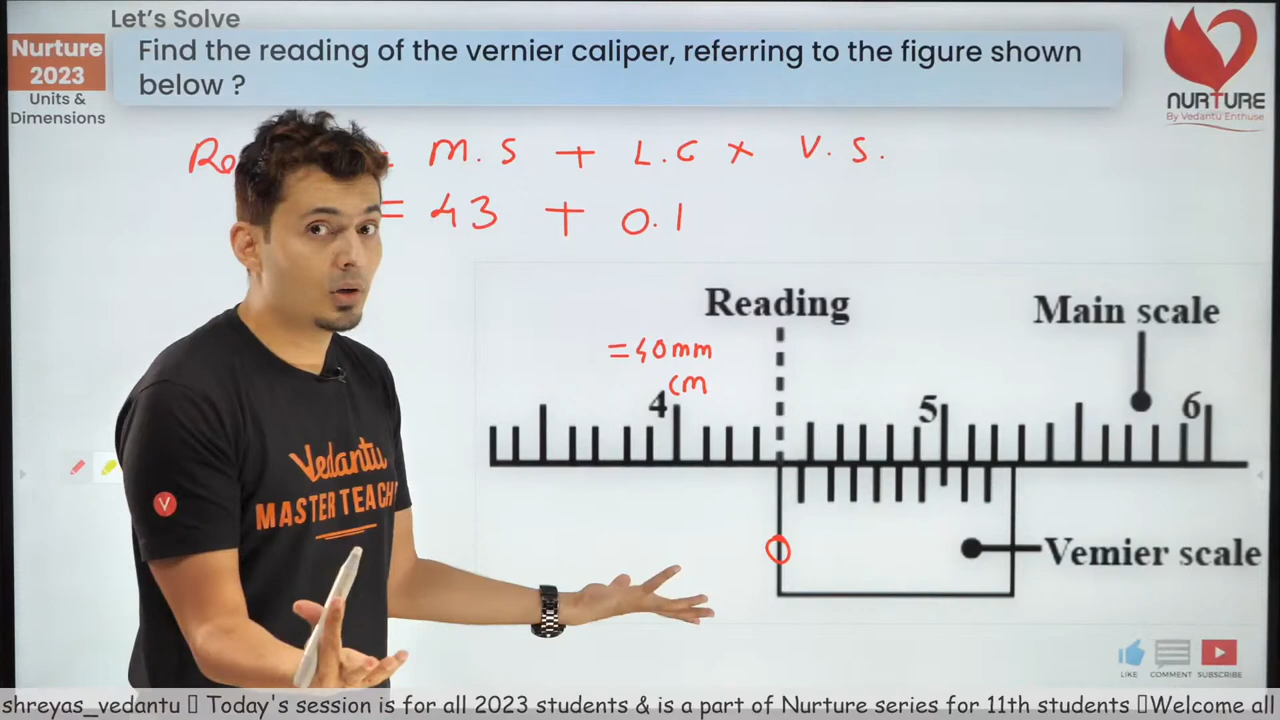 Let's Solve
Nurture
2023
Units &
Dimensions
Find the reading of the vernier caliper, referring to the figure shown
below ?
NURTURE
By Vedantu Enthuse
M.S + L.C × V.S.
= 43 + 0.1
Reading
Main scale
= 40mm
cm
4
5
6
Vemier scale
Vedantu
MASTER TEACH
V
LIKE
COMMENT
SUBSCRIBE
shreyas_vedantu Today's session is for all 2023 students & is a part of Nurture series for 11th students Welcome all